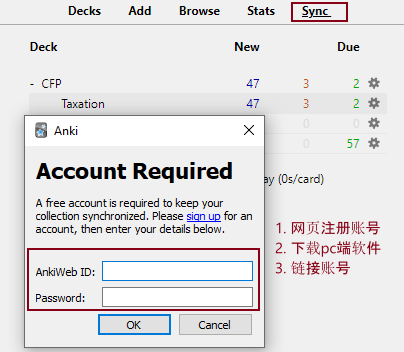 Decks Add Browse Stats Sync
Deck New Due
- CFP 47 3 2
Taxation 47 3 2
0 0
0 57
Anki
Account Required
ay (0s/card)
A free account is required to keep your
collection synchronized. Please sign up for an
account, then enter your details below.
1. 网页注册账号
2. 下载pc端软件
3. 链接账号
AnkiWeb ID:
Password:
OK Cancel